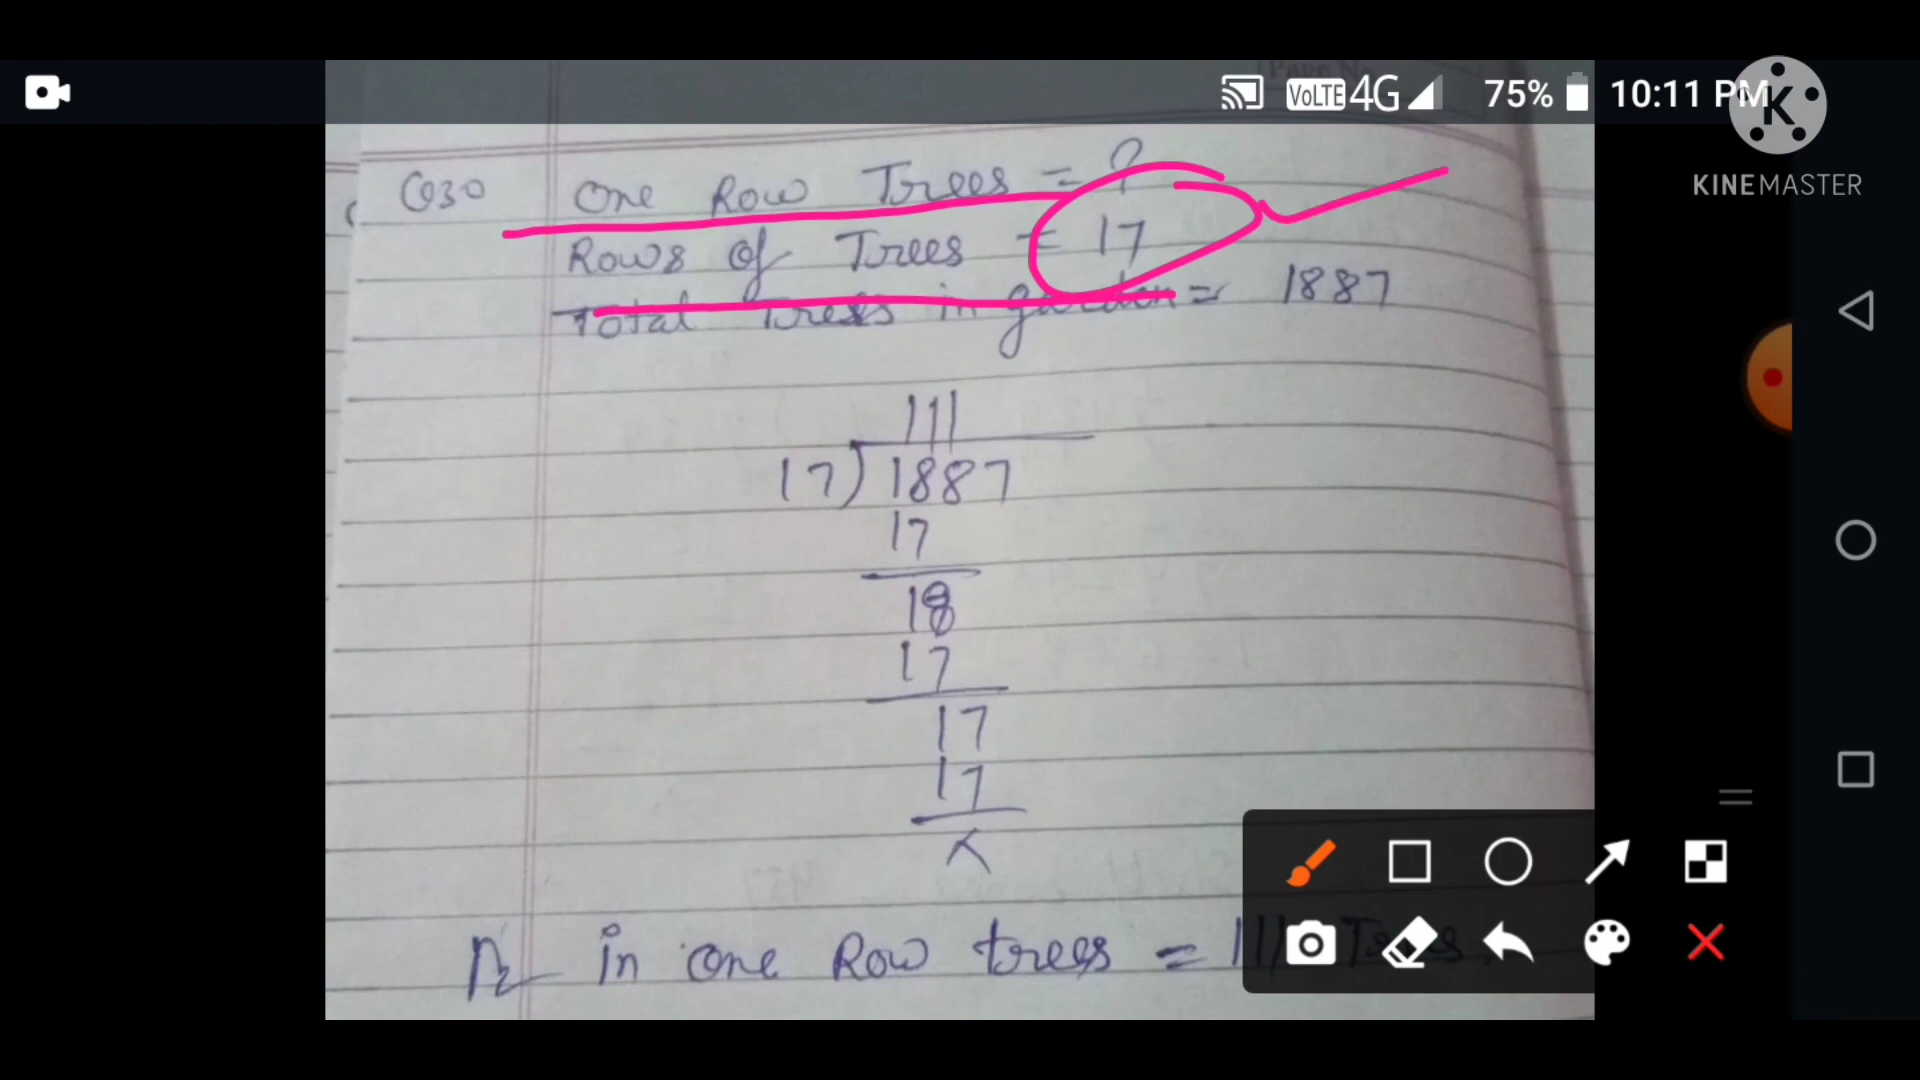 VoLTE 4G 75% 10:11 PM
K
KINEMASTER
Q30 One Row Trees = ?
Rows of Trees = 17
Total Trees in garden = 1887
111
17) 1887
17
18
17
17
17
×
in one Row trees = 111 Trees